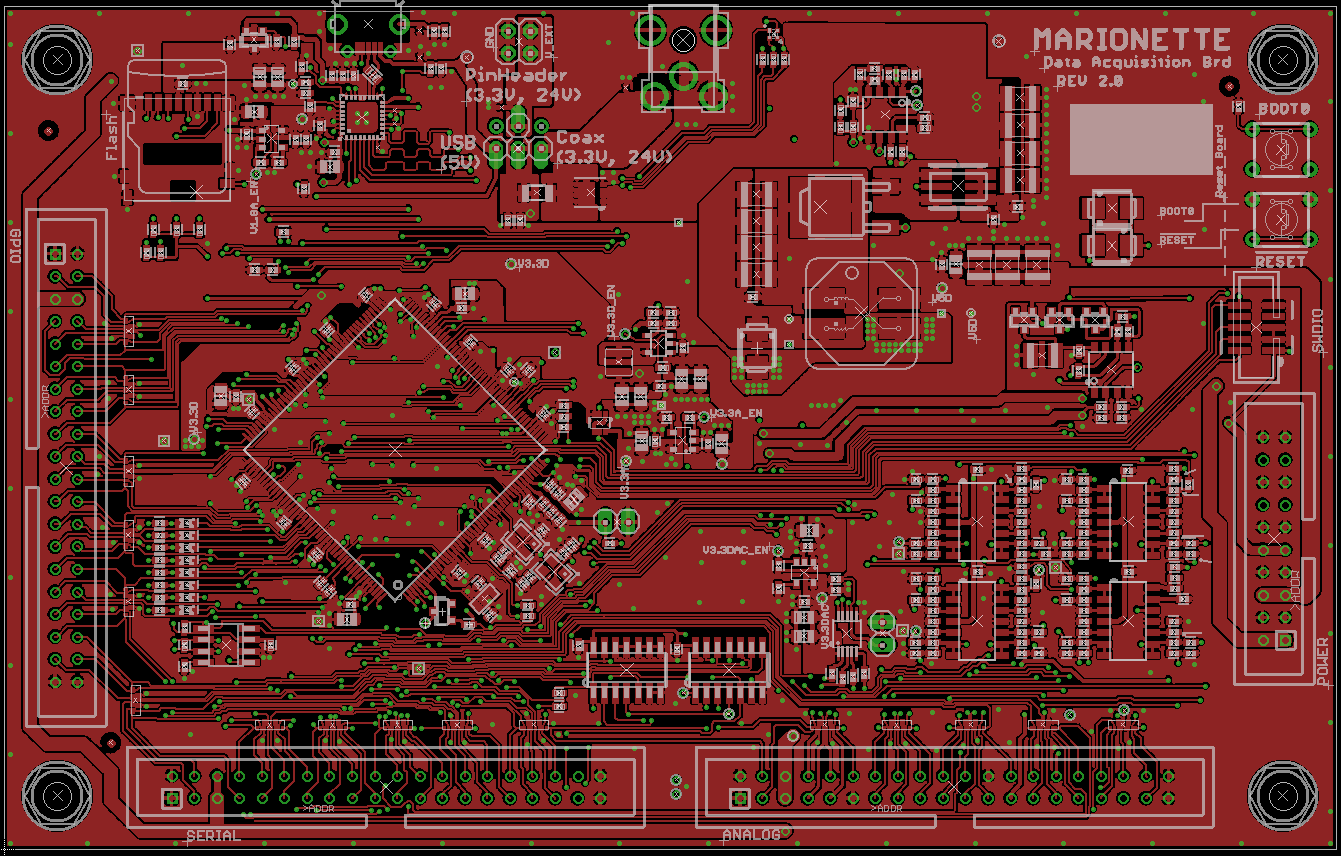 MARIONETTE
Data Acquisition Brd
REV 2.0
GND
V_EXT
PinHeader
(3.3V, 24V)
USB
(5V)
Coax
(3.3V, 24V)
Flash
V1.8A_EN
BOOT0
Reset_Board
BOOT0
RESET
RESET
GPIO
V3.3D
V3.3D_EN
V5D
V5D
SWDIO
>ADDR
V3.3D
V3.3A_EN
V3.3A
V3.3DAC_EN
V3.3DAC
>ADDR
POWER
>ADDR
>ADDR
SERIAL
ANALOG